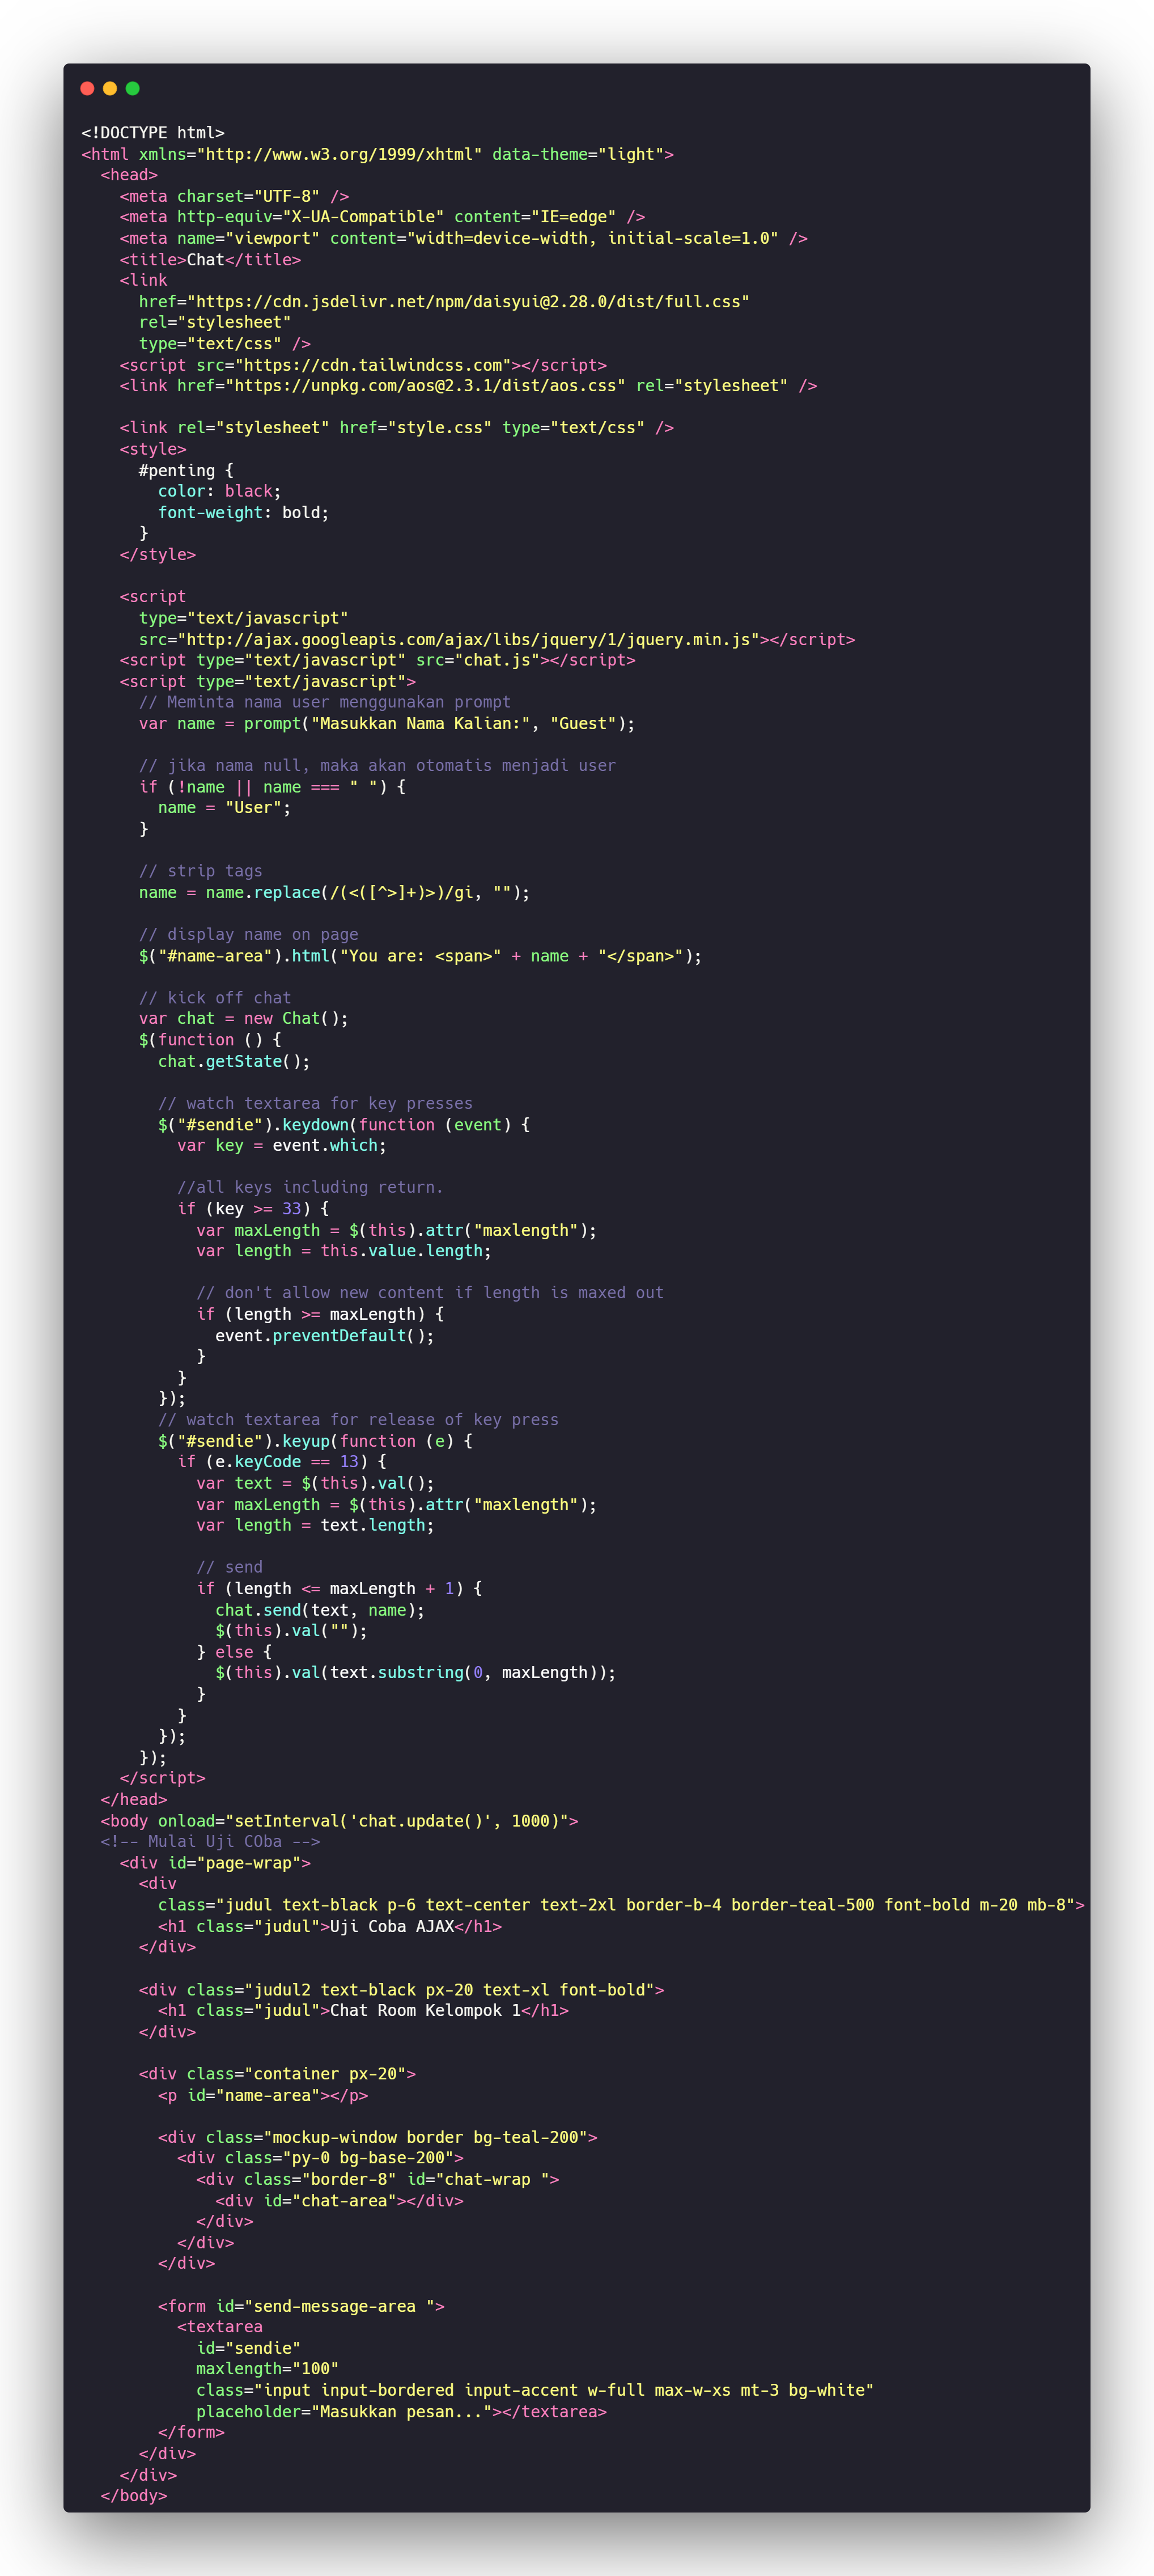 <!DOCTYPE html>
<html xmlns="http://www.w3.org/1999/xhtml" data-theme="light">
  <head>
    <meta charset="UTF-8" />
    <meta http-equiv="X-UA-Compatible" content="IE=edge" />
    <meta name="viewport" content="width=device-width, initial-scale=1.0" />
    <title>Chat</title>
    <link
      href="https://cdn.jsdelivr.net/npm/daisyui@2.28.0/dist/full.css"
      rel="stylesheet"
      type="text/css" />
    <script src="https://cdn.tailwindcss.com"></script>
    <link href="https://unpkg.com/aos@2.3.1/dist/aos.css" rel="stylesheet" />

    <link rel="stylesheet" href="style.css" type="text/css" />
    <style>
      #penting {
        color: black;
        font-weight: bold;
      }
    </style>

    <script
      type="text/javascript"
      src="http://ajax.googleapis.com/ajax/libs/jquery/1/jquery.min.js"></script>
    <script type="text/javascript" src="chat.js"></script>
    <script type="text/javascript">
      // Meminta nama user menggunakan prompt
      var name = prompt("Masukkan Nama Kalian:", "Guest");

      // jika nama null, maka akan otomatis menjadi user
      if (!name || name === " ") {
        name = "User";
      }

      // strip tags
      name = name.replace(/(<([^>]+)>)/gi, "");

      // display name on page
      $("#name-area").html("You are: <span>" + name + "</span>");

      // kick off chat
      var chat = new Chat();
      $(function () {
        chat.getState();

        // watch textarea for key presses
        $("#sendie").keydown(function (event) {
          var key = event.which;

          //all keys including return.
          if (key >= 33) {
            var maxLength = $(this).attr("maxlength");
            var length = this.value.length;

            // don't allow new content if length is maxed out
            if (length >= maxLength) {
              event.preventDefault();
            }
          }
        });
        // watch textarea for release of key press
        $("#sendie").keyup(function (e) {
          if (e.keyCode == 13) {
            var text = $(this).val();
            var maxLength = $(this).attr("maxlength");
            var length = text.length;

            // send
            if (length <= maxLength + 1) {
              chat.send(text, name);
              $(this).val("");
            } else {
              $(this).val(text.substring(0, maxLength));
            }
          }
        });
      });
    </script>
  </head>
  <body onload="setInterval('chat.update()', 1000)">
  <!-- Mulai Uji COba -->
    <div id="page-wrap">
      <div
        class="judul text-black p-6 text-center text-2xl border-b-4 border-teal-500 font-bold m-20 mb-8">
        <h1 class="judul">Uji Coba AJAX</h1>
      </div>

      <div class="judul2 text-black px-20 text-xl font-bold">
        <h1 class="judul">Chat Room Kelompok 1</h1>
      </div>

      <div class="container px-20">
        <p id="name-area"></p>

        <div class="mockup-window border bg-teal-200">
          <div class="py-0 bg-base-200">
            <div class="border-8" id="chat-wrap ">
              <div id="chat-area"></div>
            </div>
          </div>
        </div>

        <form id="send-message-area ">
          <textarea
            id="sendie"
            maxlength="100"
            class="input input-bordered input-accent w-full max-w-xs mt-3 bg-white"
            placeholder="Masukkan pesan..."></textarea>
        </form>
      </div>
    </div>
  </body>